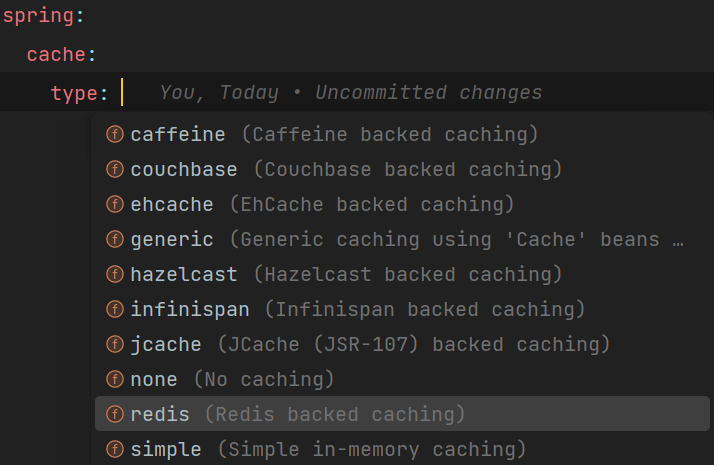 spring:
cache:
type: You, Today • Uncommitted changes
f caffeine (Caffeine backed caching)
f couchbase (Couchbase backed caching)
f ehcache (EhCache backed caching)
f generic (Generic caching using 'Cache' beans …
f hazelcast (Hazelcast backed caching)
f infinispan (Infinispan backed caching)
f jcache (JCache (JSR-107) backed caching)
f none (No caching)
f redis (Redis backed caching)
f simple (Simple in-memory caching)